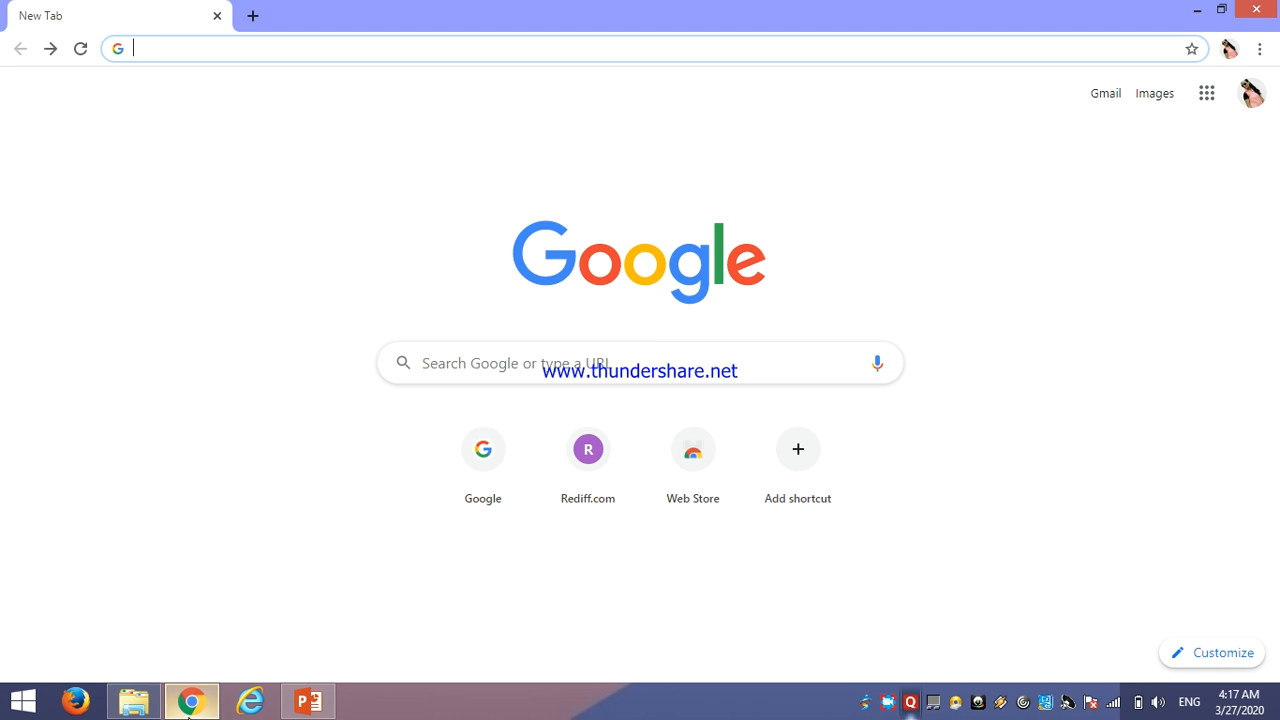 New Tab
Gmail Images
Google
Search Google or type a URL
www.thundershare.net
R
Google Rediff.com Web Store Add shortcut
Customize
ENG
4:17 AM
3/27/2020